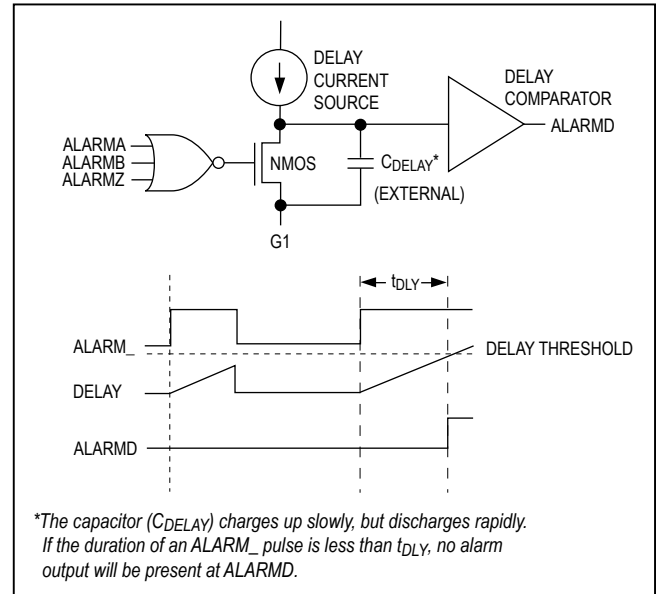 DELAY
CURRENT
SOURCE
DELAY
COMPARATOR
ALARMD
ALARMA
ALARMB
ALARMZ
NMOS
CDELAY*
(EXTERNAL)
G1
tDLY
ALARM_
DELAY THRESHOLD
DELAY
ALARMD
*The capacitor (CDELAY) charges up slowly, but discharges rapidly.
If the duration of an ALARM_ pulse is less than tDLY, no alarm
output will be present at ALARMD.